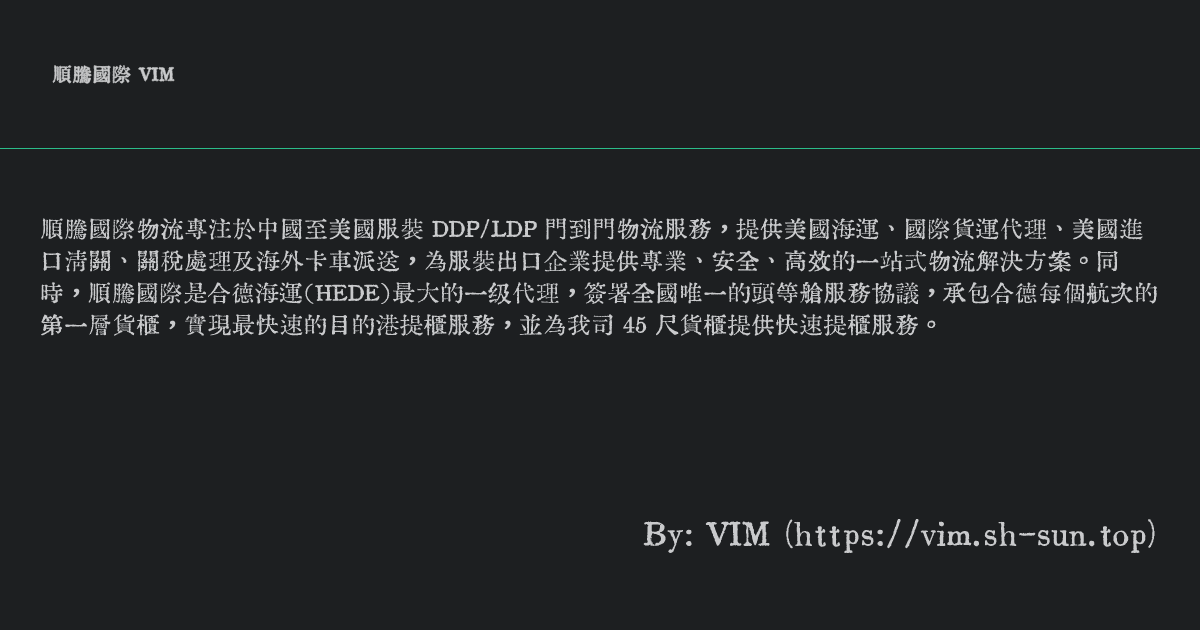 順騰國際 VIM
順騰國際物流專注於中國至美國服裝 DDP/LDP 門到門物流服務，提供美國海運、國際貨運代理、美國進
口清關、關稅處理及海外卡車派送，為服裝出口企業提供專業、安全、高效的一站式物流解決方案。同
時，順騰國際是合德海運(HEDE)最大的一级代理，簽署全國唯一的頭等艙服務協議，承包合德每個航次的
第一層貨櫃，實現最快速的目的港提櫃服務，並為我司 45 尺貨櫃提供快速提櫃服務。
By: VIM (https://vim.sh-sun.top)